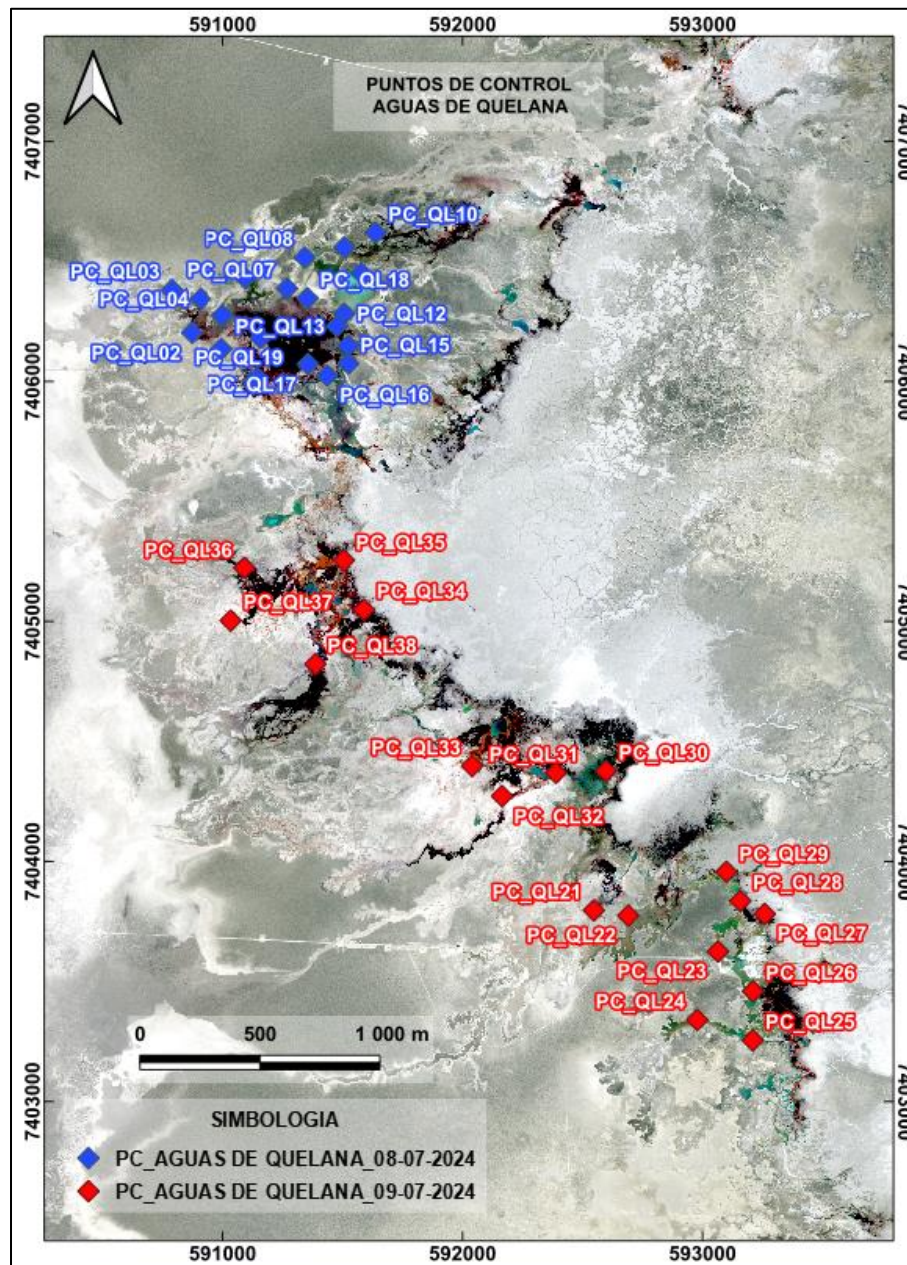 591000 592000 593000
PUNTOS DE CONTROL
AGUAS DE QUELANA
7407000 7407000
PC_QL10
PC_QL08
PC_QL03 PC_QL07 PC_QL18
PC_QL04 PC_QL12
PC_QL13
PC_QL02 PC_QL19 PC_QL15
PC_QL17 PC_QL16
7406000 7406000
PC_QL36 PC_QL35
PC_QL37 PC_QL34
7405000 7405000
PC_QL38
PC_QL33 PC_QL31 PC_QL30
PC_QL32
7404000 7404000
PC_QL29
PC_QL21 PC_QL28
PC_QL22 PC_QL27
PC_QL23 PC_QL26
PC_QL24 PC_QL25
0 500 1 000 m
7403000 7403000
SIMBOLOGIA
PC_AGUAS DE QUELANA_08-07-2024
PC_AGUAS DE QUELANA_09-07-2024
591000 592000 593000